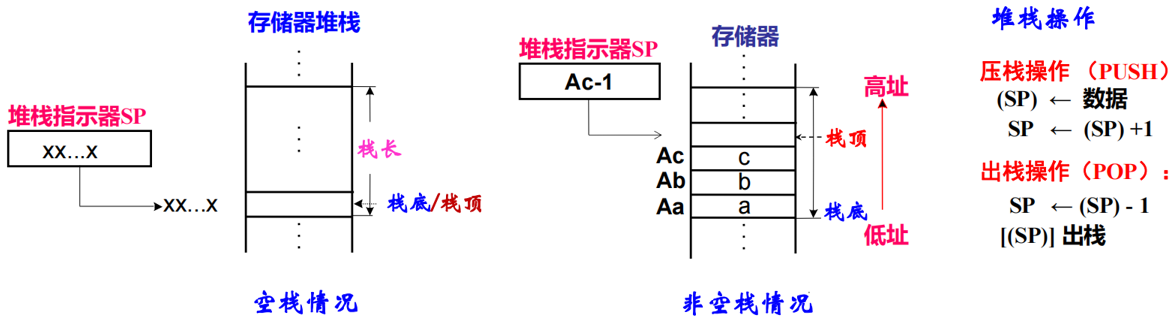 存储器堆栈
堆栈指示器SP
xx...x
xx...x
栈长
栈底/栈顶
空栈情况
堆栈指示器SP
Ac-1
存储器
高址
栈顶
Ac
c
Ab
b
Aa
a
栈底
低址
非空栈情况
堆栈操作
压栈操作 （PUSH）
(SP) ← 数据
SP ← (SP) +1
出栈操作（POP）：
SP ← (SP) - 1
[(SP)] 出栈